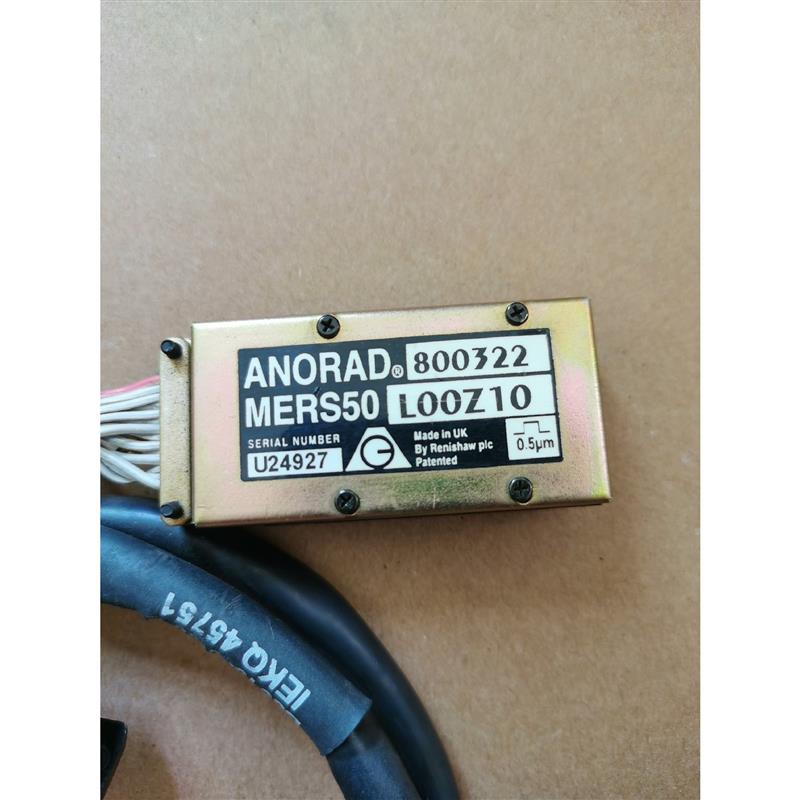 ANORAD® 800322
MERS50 L00Z10
SERIAL NUMBER
U24927
Made in UK
By Renishaw plc
Patented
0.5µm
IEKQ 45751